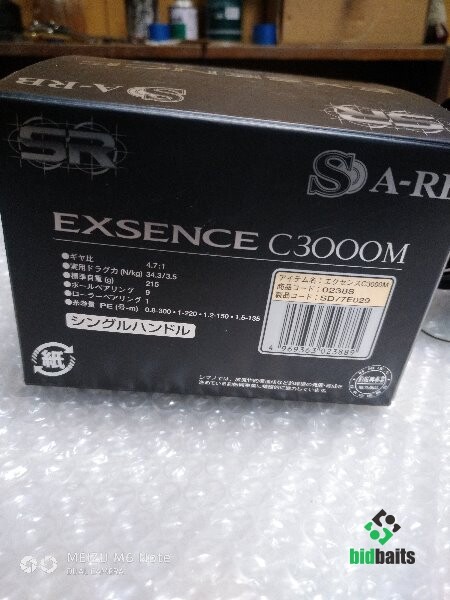 S A-RB
SR
S A-RB
EXSENCE C3000M
●ギヤ比 4.7:1
●実用ドラグ力 (N/kg) 34.3/3.5
●標準自重 (g) 215
●ボールベアリング 9
●ローラーベアリング 1
●糸巻量 PE (号-m) 0.8-300・1-220・1.2-150・1.5-135
シングルハンドル
アイテム名：エクセンスC3000M
商品コード：02388
製品コード：SD77E029
4 969363 023889
紙
MEIZU M6 Note
DUAL CAMERA
bidbaits